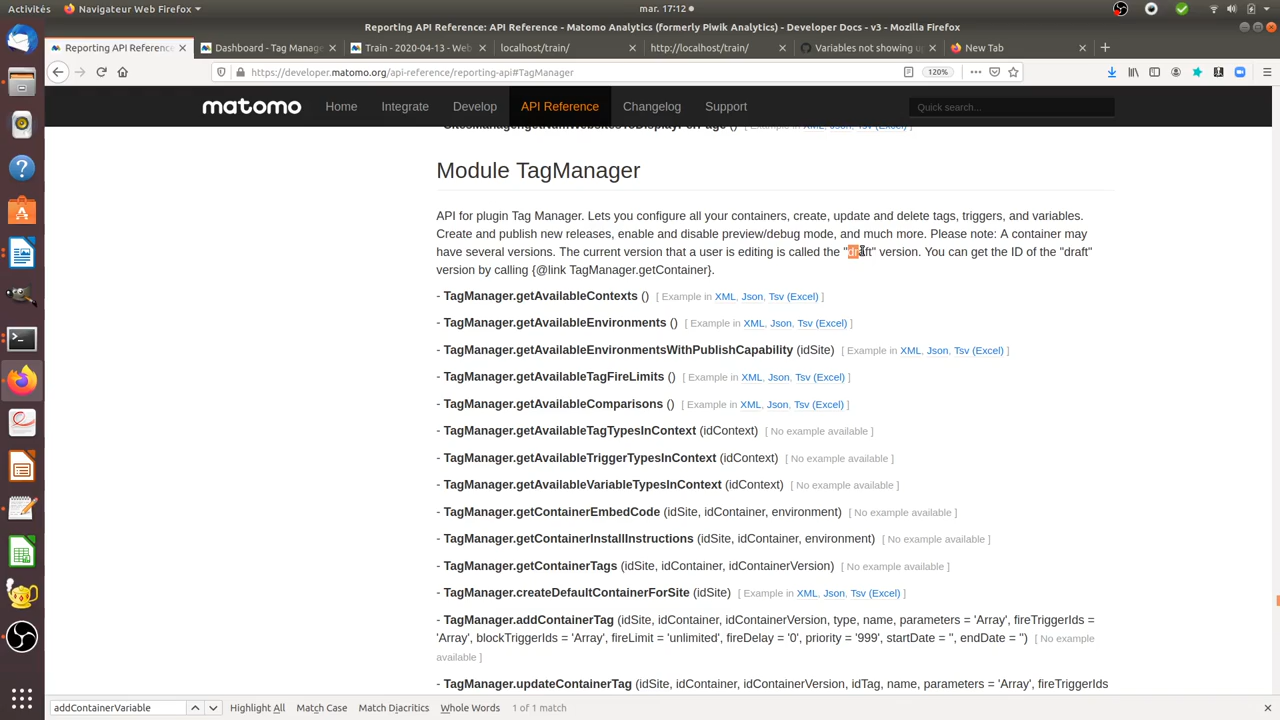 Activités
Navigateur Web Firefox
mar. 17:12
Reporting API Reference: API Reference - Matomo Analytics (formerly Piwik Analytics) - Developer Docs - v3 - Mozilla Firefox
Reporting API Reference:
Dashboard - Tag Manag
Train - 2020-04-13 - Web
localhost/train/
http://localhost/train/
Variables not showing up
New Tab
https://developer.matomo.org/api-reference/reporting-api#TagManager
120%
matomo
Home
Integrate
Develop
API Reference
Changelog
Support
Quick search...
- SitesManager.getNumWebsitesToDisplayPerPage () [ Example in XML, Json, Tsv (Excel) ]
Module TagManager
API for plugin Tag Manager. Lets you configure all your containers, create, update and delete tags, triggers, and variables.
Create and publish new releases, enable and disable preview/debug mode, and much more. Please note: A container may
have several versions. The current version that a user is editing is called the "draft" version. You can get the ID of the "draft"
version by calling {@link TagManager.getContainer}.
- TagManager.getAvailableContexts () [ Example in XML, Json, Tsv (Excel) ]
- TagManager.getAvailableEnvironments () [ Example in XML, Json, Tsv (Excel) ]
- TagManager.getAvailableEnvironmentsWithPublishCapability (idSite) [ Example in XML, Json, Tsv (Excel) ]
- TagManager.getAvailableTagFireLimits () [ Example in XML, Json, Tsv (Excel) ]
- TagManager.getAvailableComparisons () [ Example in XML, Json, Tsv (Excel) ]
- TagManager.getAvailableTagTypesInContext (idContext) [ No example available ]
- TagManager.getAvailableTriggerTypesInContext (idContext) [ No example available ]
- TagManager.getAvailableVariableTypesInContext (idContext) [ No example available ]
- TagManager.getContainerEmbedCode (idSite, idContainer, environment) [ No example available ]
- TagManager.getContainerInstallInstructions (idSite, idContainer, environment) [ No example available ]
- TagManager.getContainerTags (idSite, idContainer, idContainerVersion) [ No example available ]
- TagManager.createDefaultContainerForSite (idSite) [ Example in XML, Json, Tsv (Excel) ]
- TagManager.addContainerTag (idSite, idContainer, idContainerVersion, type, name, parameters = 'Array', fireTriggerIds =
'Array', blockTriggerIds = 'Array', fireLimit = 'unlimited', fireDelay = '0', priority = '999', startDate = '', endDate = '') [ No example
available ]
- TagManager.updateContainerTag (idSite, idContainer, idContainerVersion, idTag, name, parameters = 'Array', fireTriggerIds
addContainerVariable
Highlight All
Match Case
Match Diacritics
Whole Words
1 of 1 match